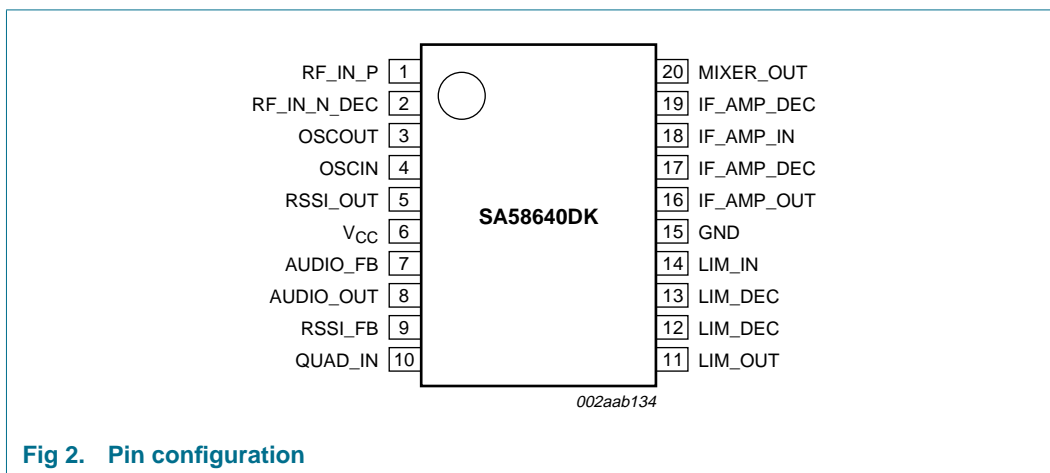 RF_IN_P 1
RF_IN_N_DEC 2
OSCOUT 3
OSCIN 4
RSSI_OUT 5
VCC 6
AUDIO_FB 7
AUDIO_OUT 8
RSSI_FB 9
QUAD_IN 10
SA58640DK
20 MIXER_OUT
19 IF_AMP_DEC
18 IF_AMP_IN
17 IF_AMP_DEC
16 IF_AMP_OUT
15 GND
14 LIM_IN
13 LIM_DEC
12 LIM_DEC
11 LIM_OUT
002aab134
Fig 2. Pin configuration